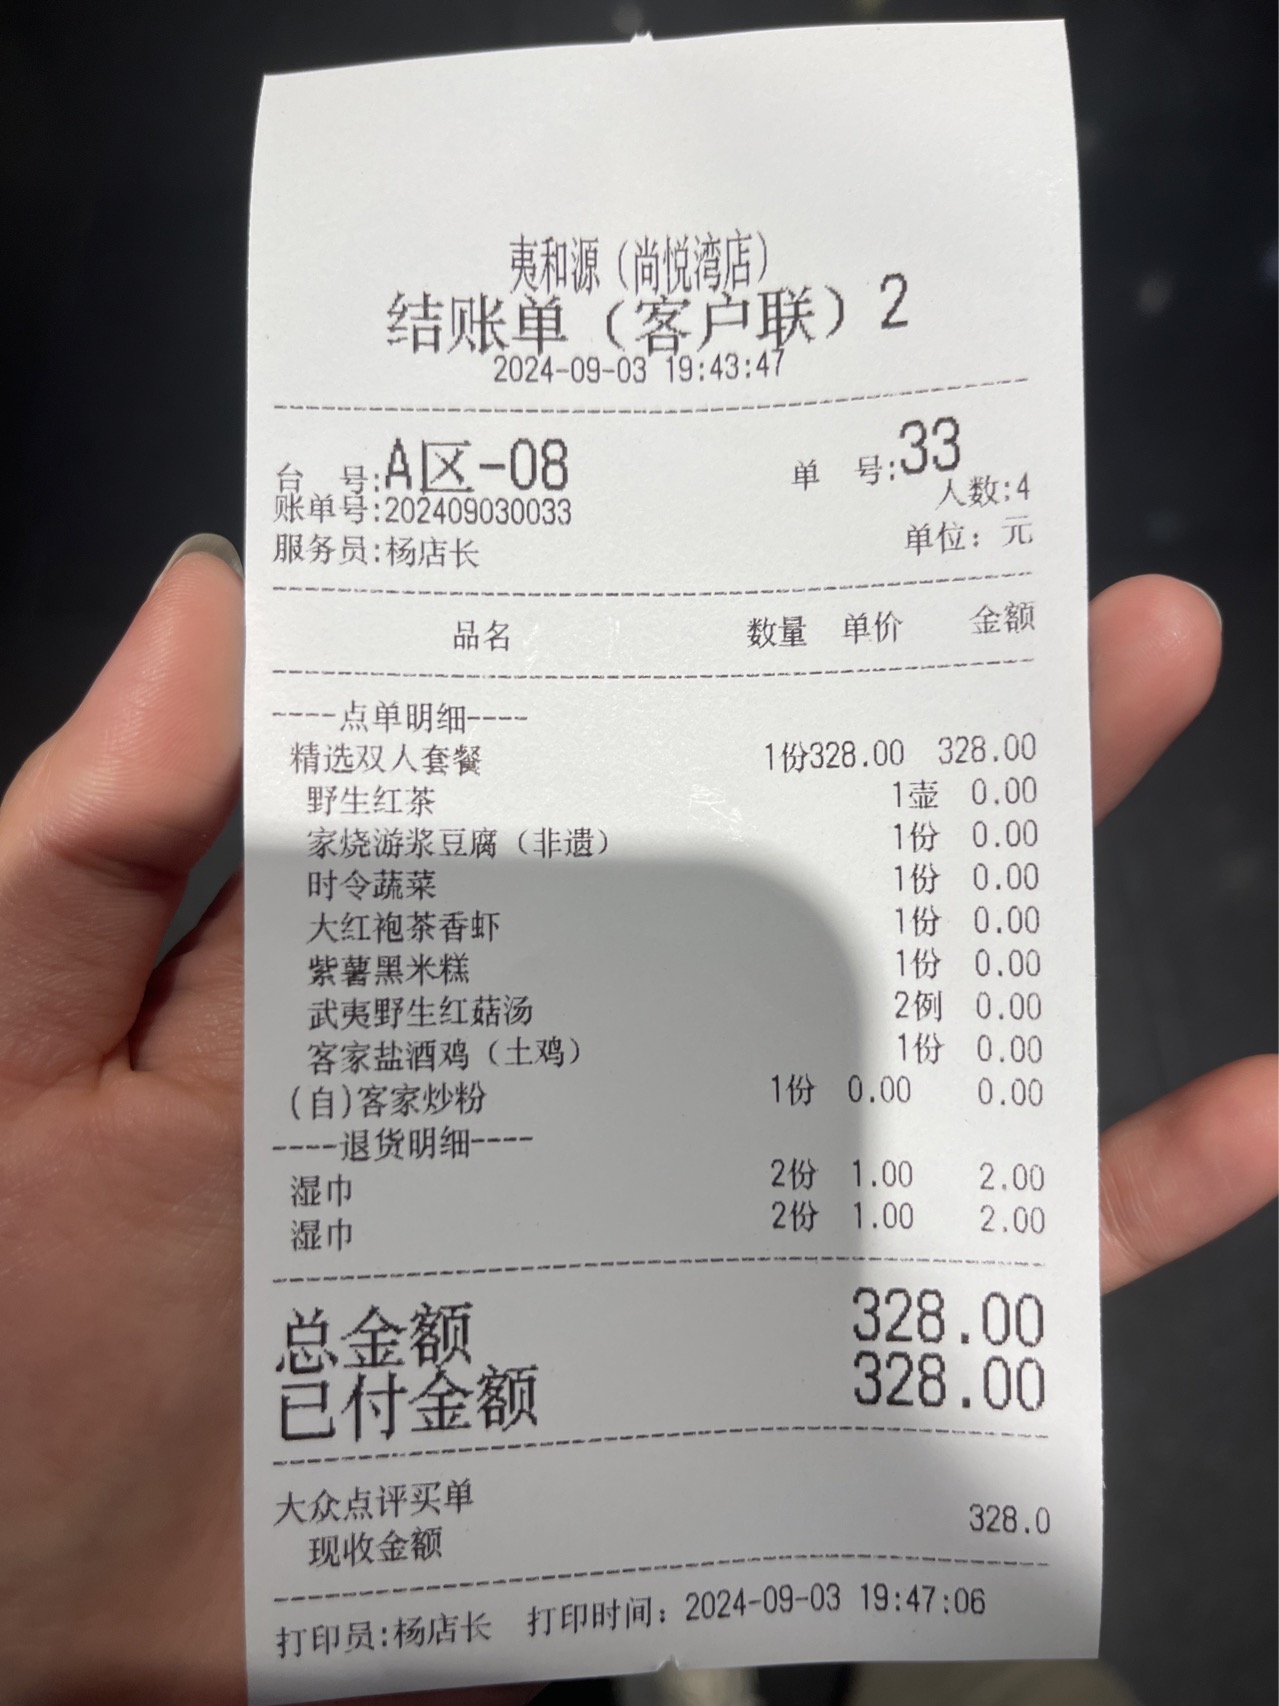 夷和源（尚悦湾店）
结账单（客户联）2
2024-09-03 19:43:47
台 号:A区-08 单 号:33
人数:4
账单号:202409030033
服务员:杨店长 单位：元
品名 数量 单价 金额
----点单明细----
精选双人套餐 1份328.00 328.00
野生红茶 1壶 0.00
家烧游浆豆腐（非遗） 1份 0.00
时令蔬菜 1份 0.00
大红袍茶香虾 1份 0.00
紫薯黑米糕 1份 0.00
武夷野生红菇汤 2例 0.00
客家盐酒鸡（土鸡） 1份 0.00
(自)客家炒粉 1份 0.00 0.00
----退货明细----
湿巾 2份 1.00 2.00
湿巾 2份 1.00 2.00
总金额 328.00
已付金额 328.00
大众点评买单
现收金额 328.0
打印员:杨店长 打印时间：2024-09-03 19:47:06